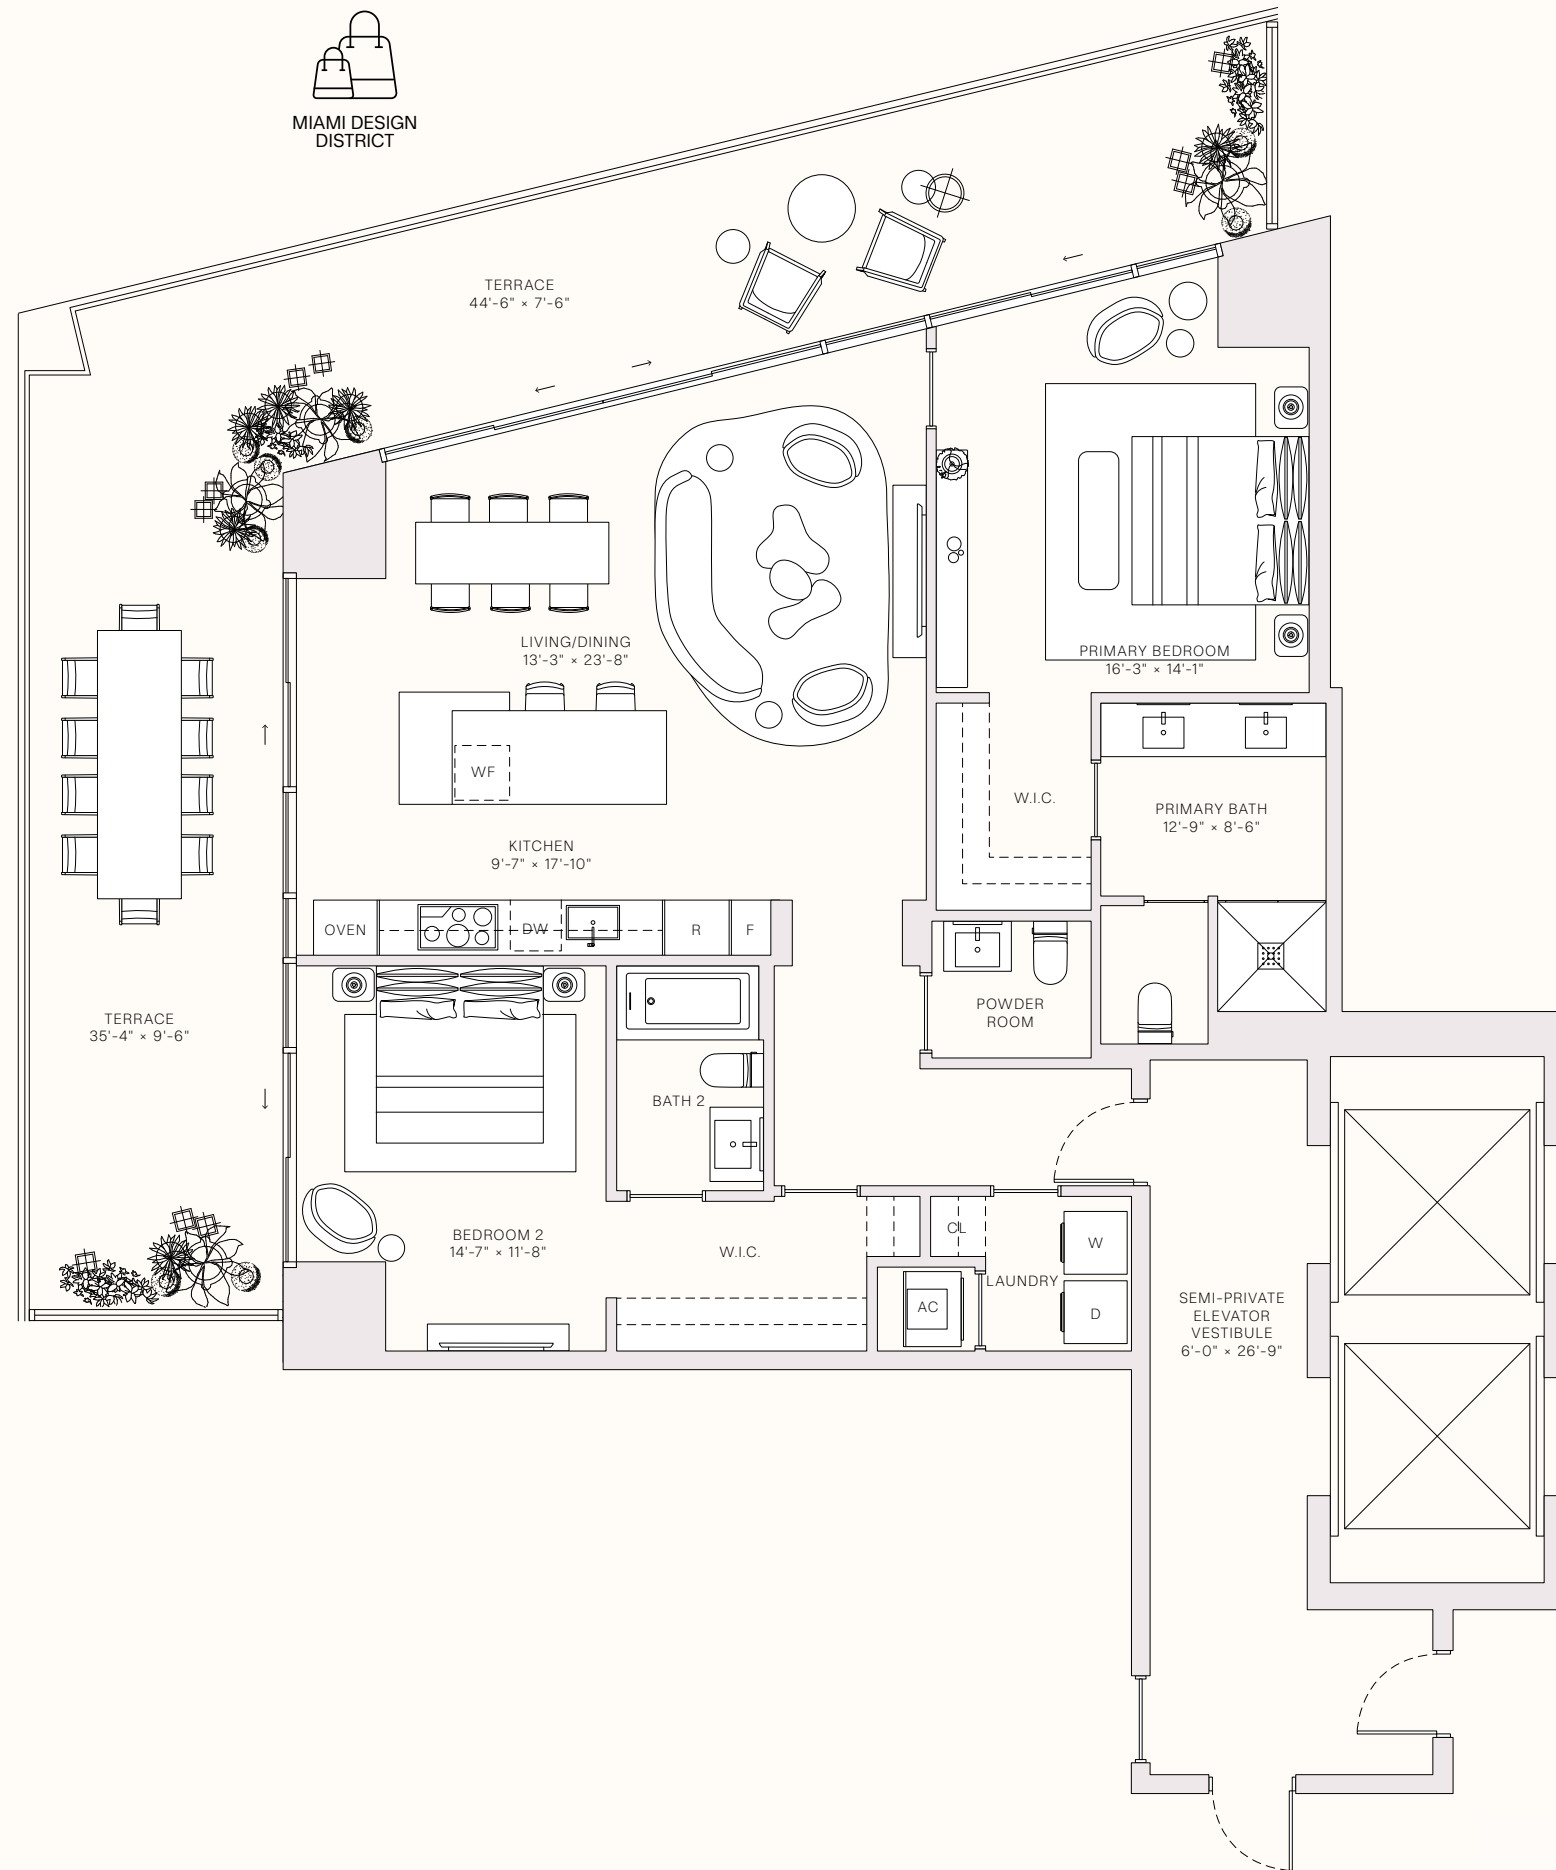 MIAMI DESIGN
DISTRICT
TERRACE
44'-6" × 7'-6"
LIVING/DINING
13'-3" × 23'-8"
PRIMARY BEDROOM
16'-3" × 14'-1"
WF
W.I.C.
PRIMARY BATH
12'-9" × 8'-6"
KITCHEN
9'-7" × 17'-10"
OVEN
DW
R
F
POWDER
ROOM
TERRACE
35'-4" × 9'-6"
BATH 2
BEDROOM 2
14'-7" × 11'-8"
W.I.C.
CL
W
LAUNDRY
AC
D
SEMI-PRIVATE
ELEVATOR
VESTIBULE
6'-0" × 26'-9"